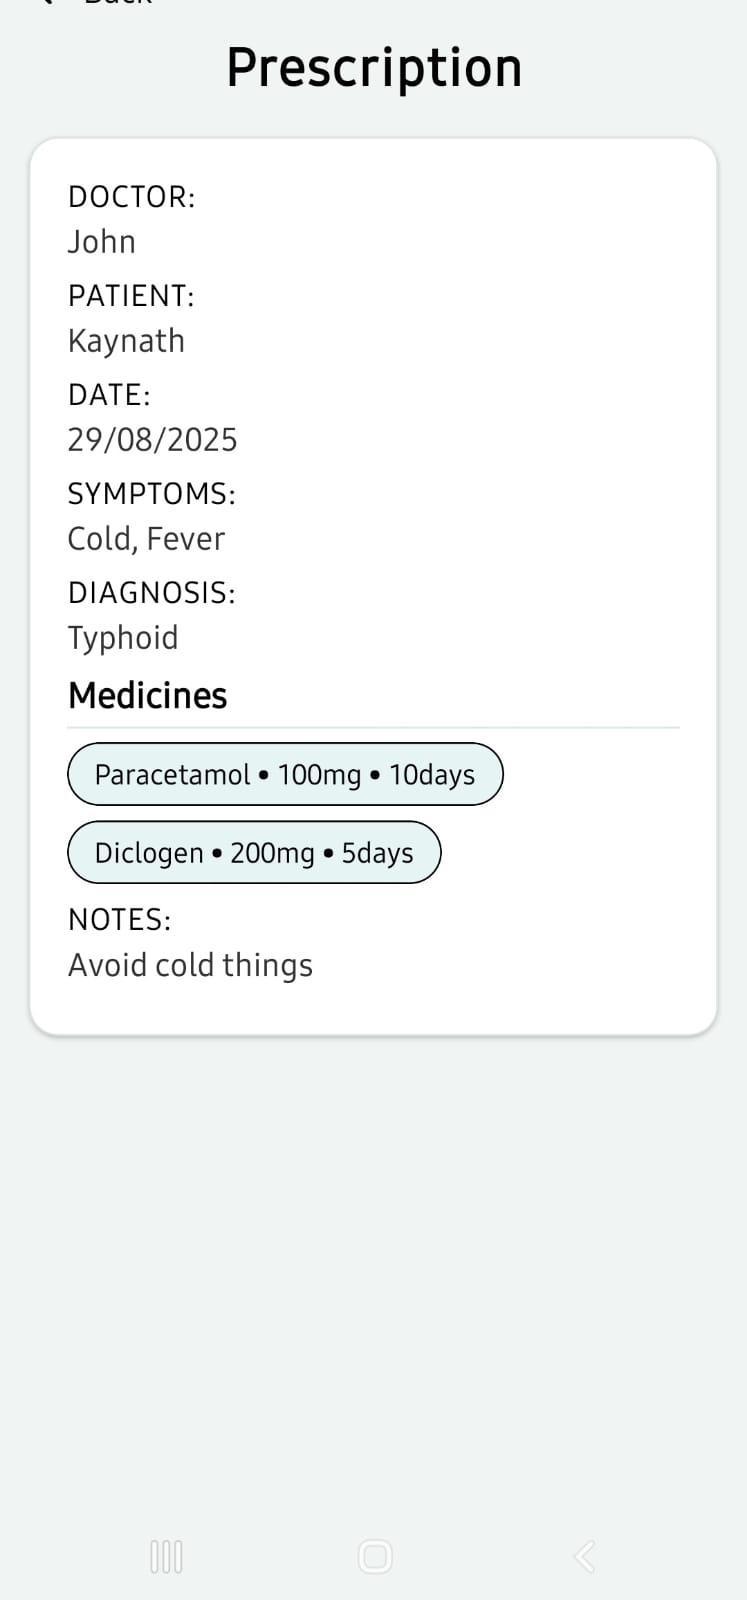 Back
Prescription
DOCTOR:
John
PATIENT:
Kaynath
DATE:
29/08/2025
SYMPTOMS:
Cold, Fever
DIAGNOSIS:
Typhoid
Medicines
Paracetamol • 100mg • 10days
Diclogen • 200mg • 5days
NOTES:
Avoid cold things